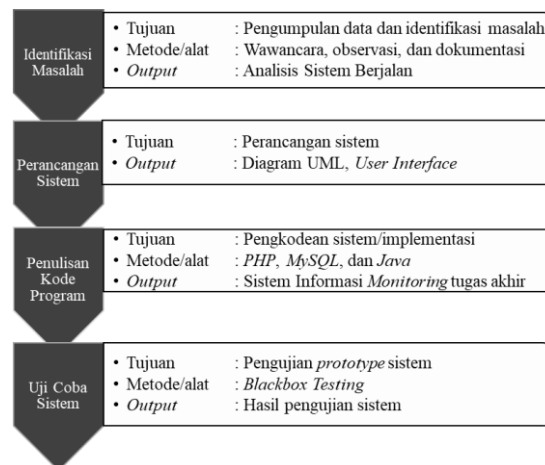 Identifikasi
Masalah
• Tujuan : Pengumpulan data dan identifikasi masalah
• Metode/alat : Wawancara, observasi, dan dokumentasi
• Output : Analisis Sistem Berjalan
Perancangan
Sistem
• Tujuan : Perancangan sistem
• Output : Diagram UML, User Interface
Penulisan
Kode
Program
• Tujuan : Pengkodean sistem/implementasi
• Metode/alat : PHP, MySQL, dan Java
• Output : Sistem Informasi Monitoring tugas akhir
Uji Coba
Sistem
• Tujuan : Pengujian prototype sistem
• Metode/alat : Blackbox Testing
• Output : Hasil pengujian sistem